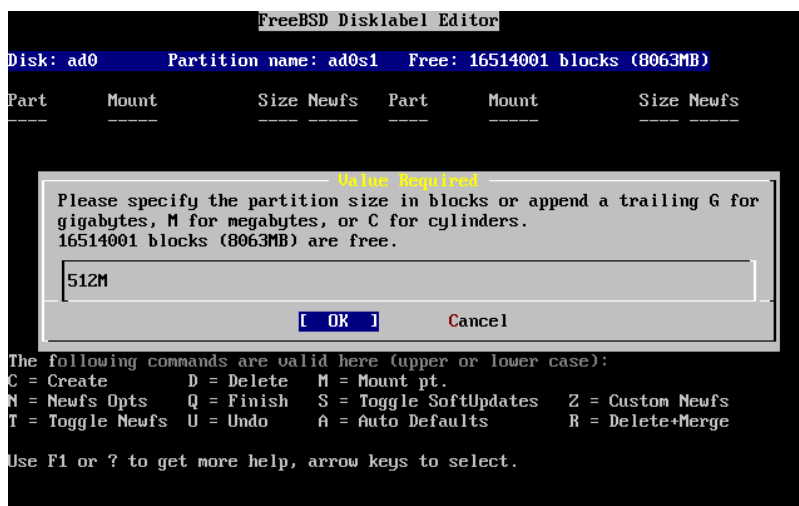 FreeBSD Disklabel Editor
Disk: ad0 Partition name: ad0s1 Free: 16514001 blocks (8063MB)
Part Mount Size Newfs Part Mount Size Newfs
---- ----- ---- ----- ---- ----- ---- -----
Value Required
Please specify the partition size in blocks or append a trailing G for
gigabytes, M for megabytes, or C for cylinders.
16514001 blocks (8063MB) are free.
512M
[ OK ] Cancel
The following commands are valid here (upper or lower case):
C = Create D = Delete M = Mount pt.
N = Newfs Opts Q = Finish S = Toggle SoftUpdates Z = Custom Newfs
T = Toggle Newfs U = Undo A = Auto Defaults R = Delete+Merge
Use F1 or ? to get more help, arrow keys to select.